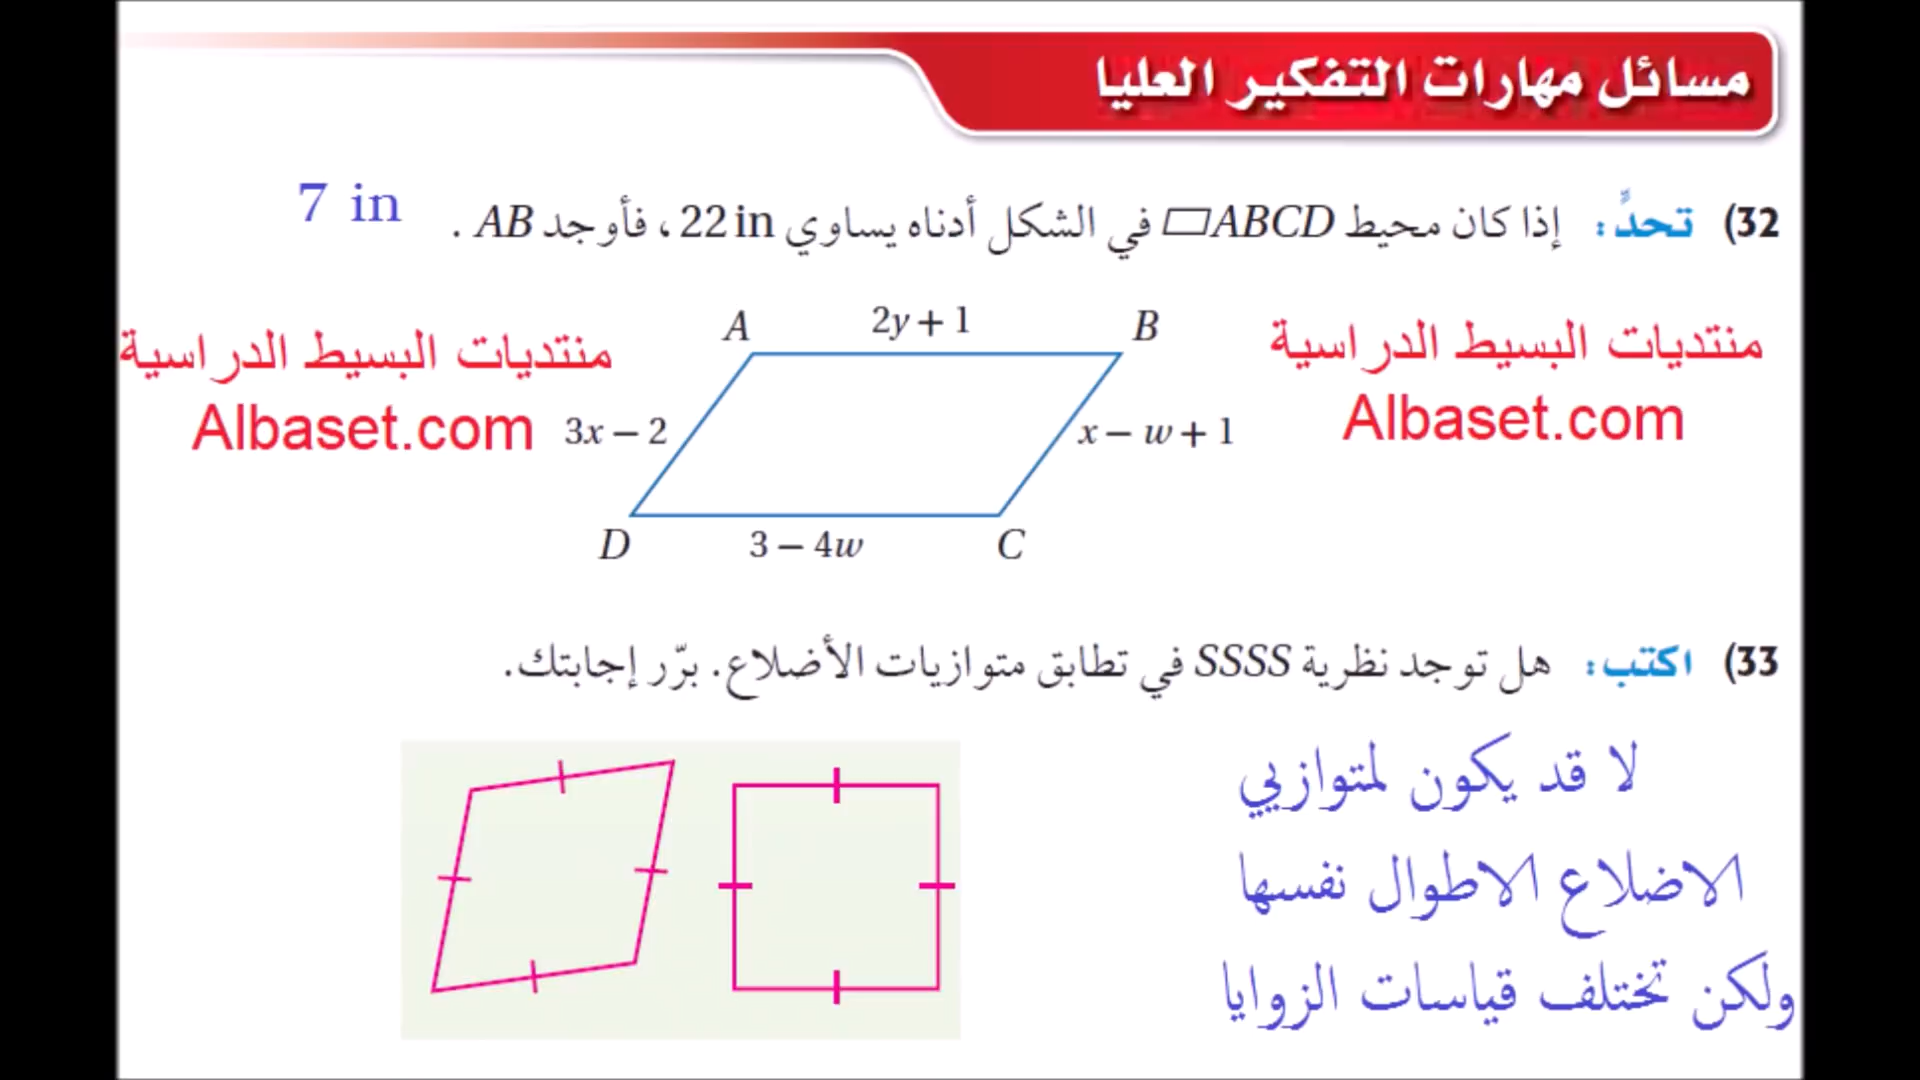 مسائل مهارات التفكير العليا
32) تحدٍّ: إذا كان محيط ▱ABCD في الشكل أدناه يساوي 22 in، فأوجد AB . 7 in
A 2y + 1 B
منتديات البسيط الدراسية
منتديات البسيط الدراسية
Albaset.com
Albaset.com
3x − 2
x − w + 1
D 3 − 4w C
33) اكتب: هل توجد نظرية SSSS في تطابق متوازيات الأضلاع. برّر إجابتك.
لا قد يكون لمتوازيي
الاضلاع الاطوال نفسها
ولكن تختلف قياسات الزوايا